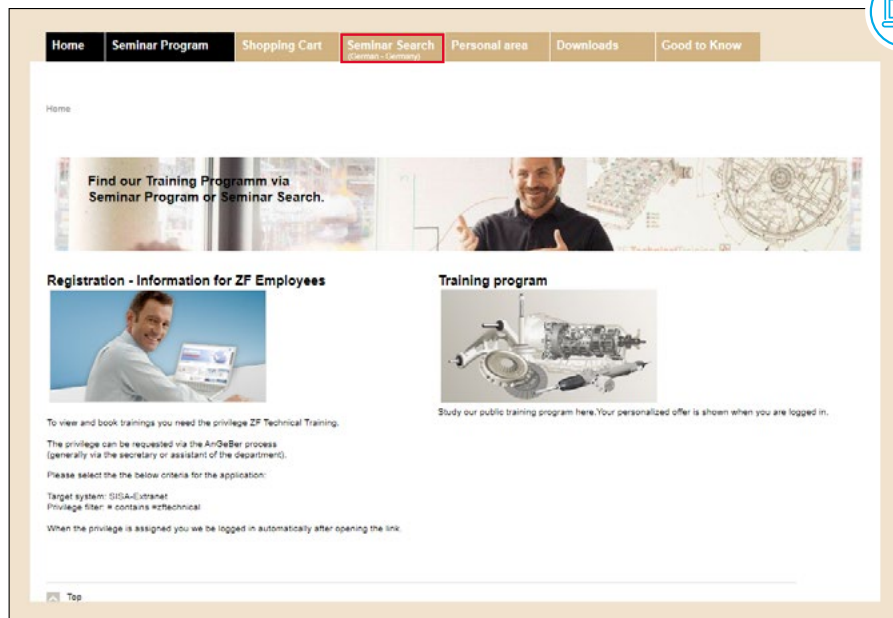 Home
Seminar Program
Shopping Cart
Seminar Search
(German - Germany)
Personal area
Downloads
Good to Know
Home
Find our Training Programm via
Seminar Program or Seminar Search.
Registration - Information for ZF Employees
To view and book trainings you need the privilege ZF Technical Training.
The privilege can be requested via the AnGeBer process
(generally via the secretary or assistant of the department).
Please select the the below criteria for the application:
Target system: SISA-Extranet
Privilege filter: = contains =zftechnical
When the privilege is assigned you we be logged in automatically after opening the link.
Training program
Study our public training program here.Your personalized offer is shown when you are logged in.
Top